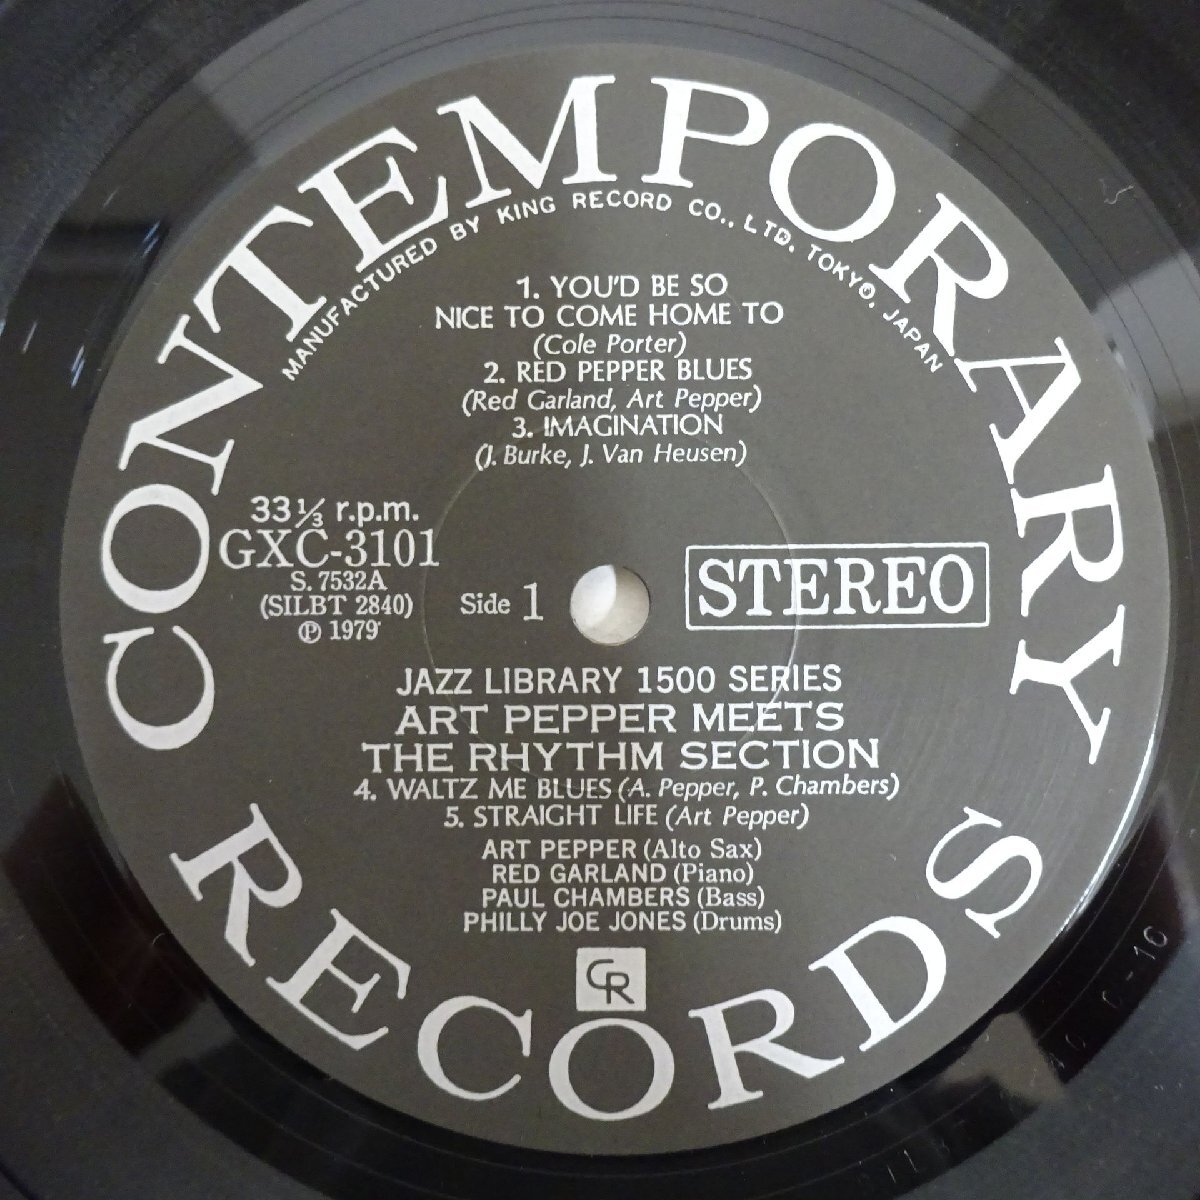 CONTEMPORARY
MANUFACTURED BY KING RECORD CO., LTD. TOKYO, JAPAN
1. YOU'D BE SO
NICE TO COME HOME TO
(Cole Porter)
2. RED PEPPER BLUES
(Red Garland, Art Pepper)
3. IMAGINATION
(J. Burke, J. Van Heusen)
33⅓ r.p.m.
GXC-3101
S. 7532A
(SILBT 2840)
Ⓟ 1979
Side 1
STEREO
JAZZ LIBRARY 1500 SERIES
ART PEPPER MEETS
THE RHYTHM SECTION
4. WALTZ ME BLUES (A. Pepper, P. Chambers)
5. STRAIGHT LIFE (Art Pepper)
ART PEPPER (Alto Sax)
RED GARLAND (Piano)
PAUL CHAMBERS (Bass)
PHILLY JOE JONES (Drums)
CR
RECORDS